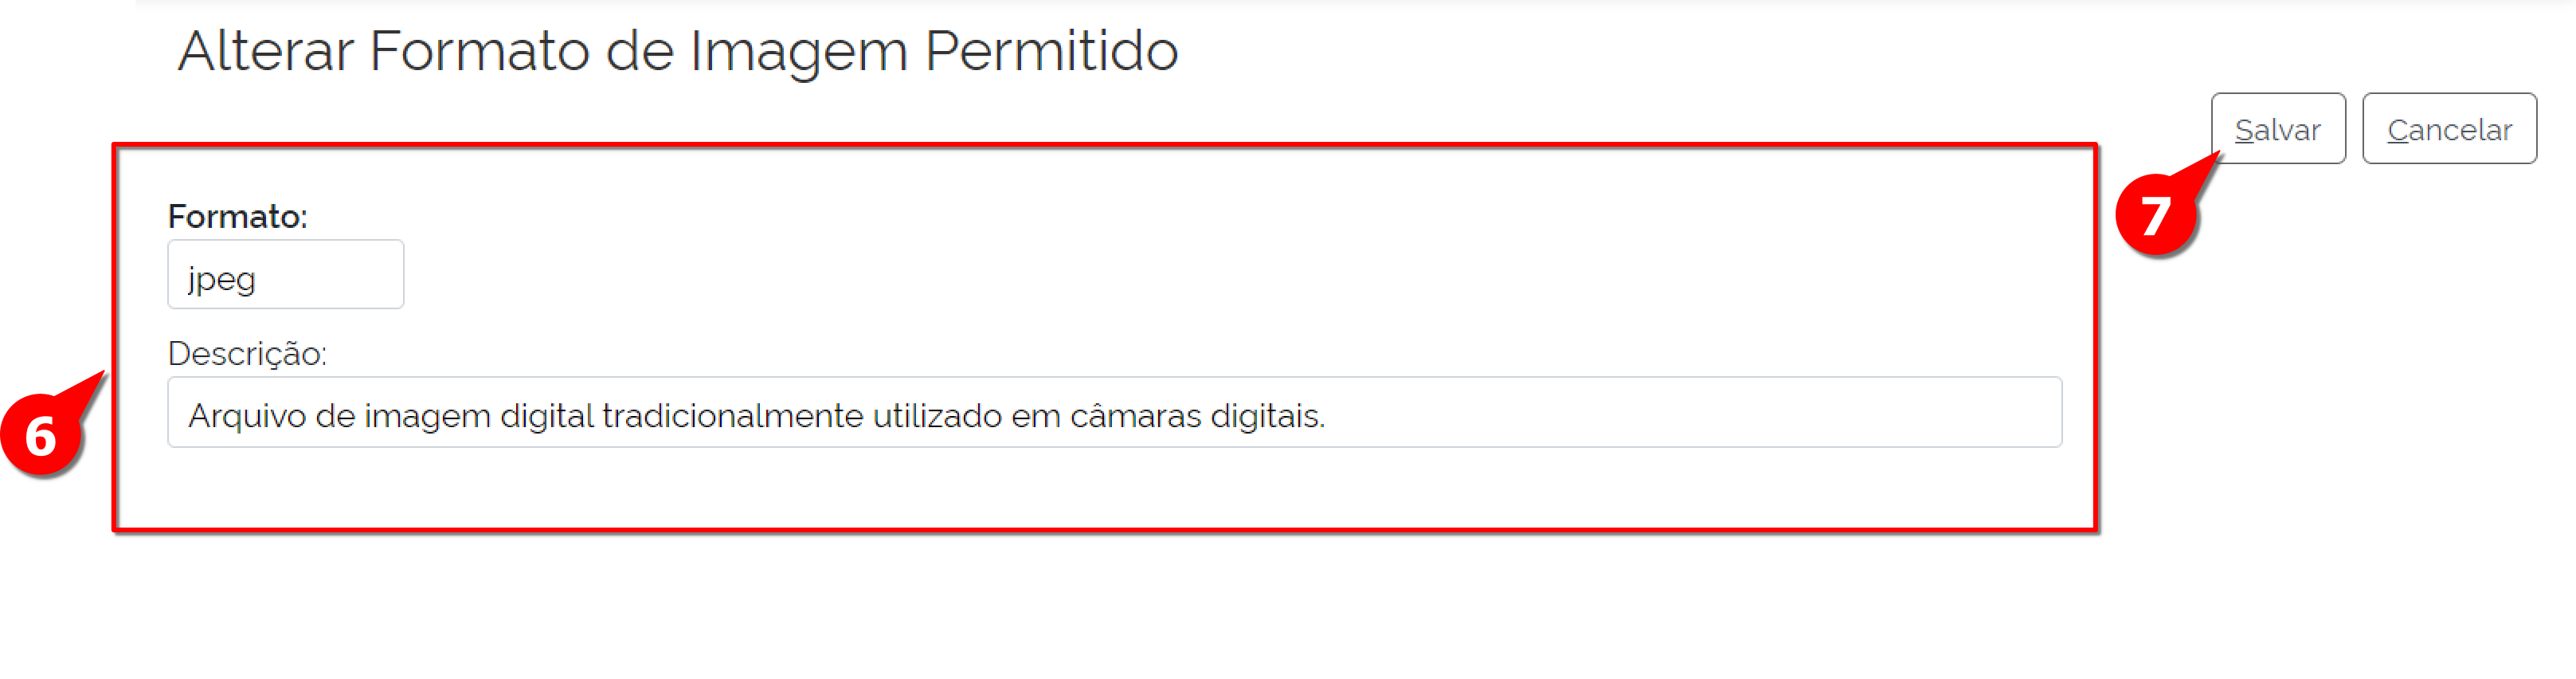 Alterar Formato de Imagem Permitido
Salvar Cancelar
7
Formato:
jpeg
Descrição:
Arquivo de imagem digital tradicionalmente utilizado em câmaras digitais.
6